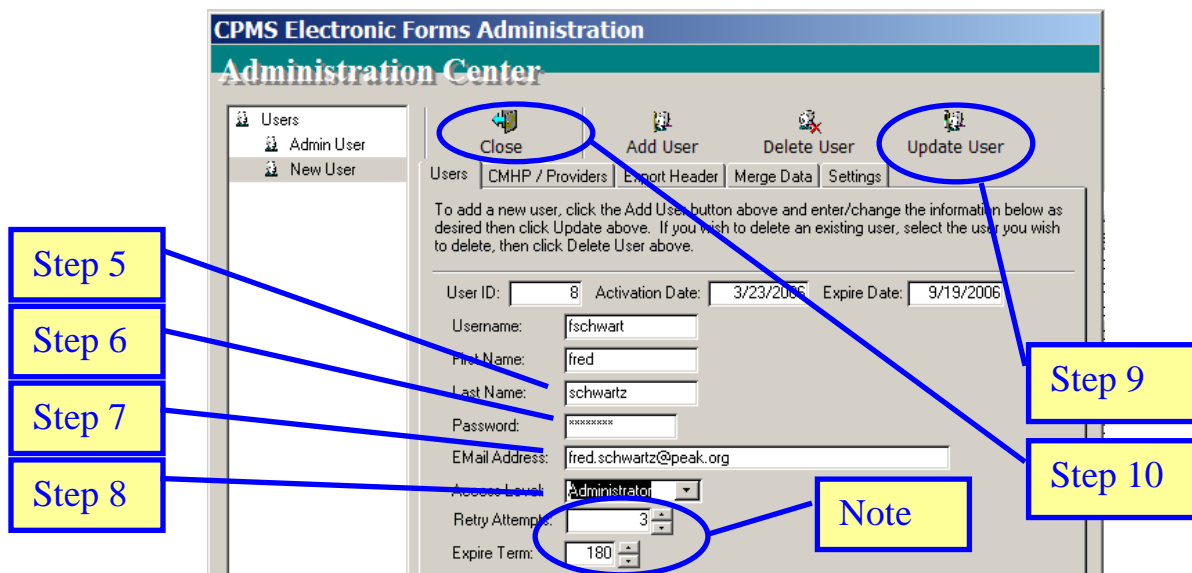 CPMS Electronic Forms Administration
Administration Center
Users
Admin User
New User
Close
Add User
Delete User
Update User
Users
CMHP / Providers
Export Header
Merge Data
Settings
To add a new user, click the Add User button above and enter/change the information below as
desired then click Update above. If you wish to delete an existing user, select the user you wish
to delete, then click Delete User above.
User ID: 8 Activation Date: 3/23/2006 Expire Date: 9/19/2006
Username: fschwart
First Name: fred
Last Name: schwartz
Password: ********
EMail Address: fred.schwartz@peak.org
Access Level: Administrator
Retry Attempts: 3
Expire Term: 180
Step 5
Step 6
Step 7
Step 8
Step 9
Step 10
Note